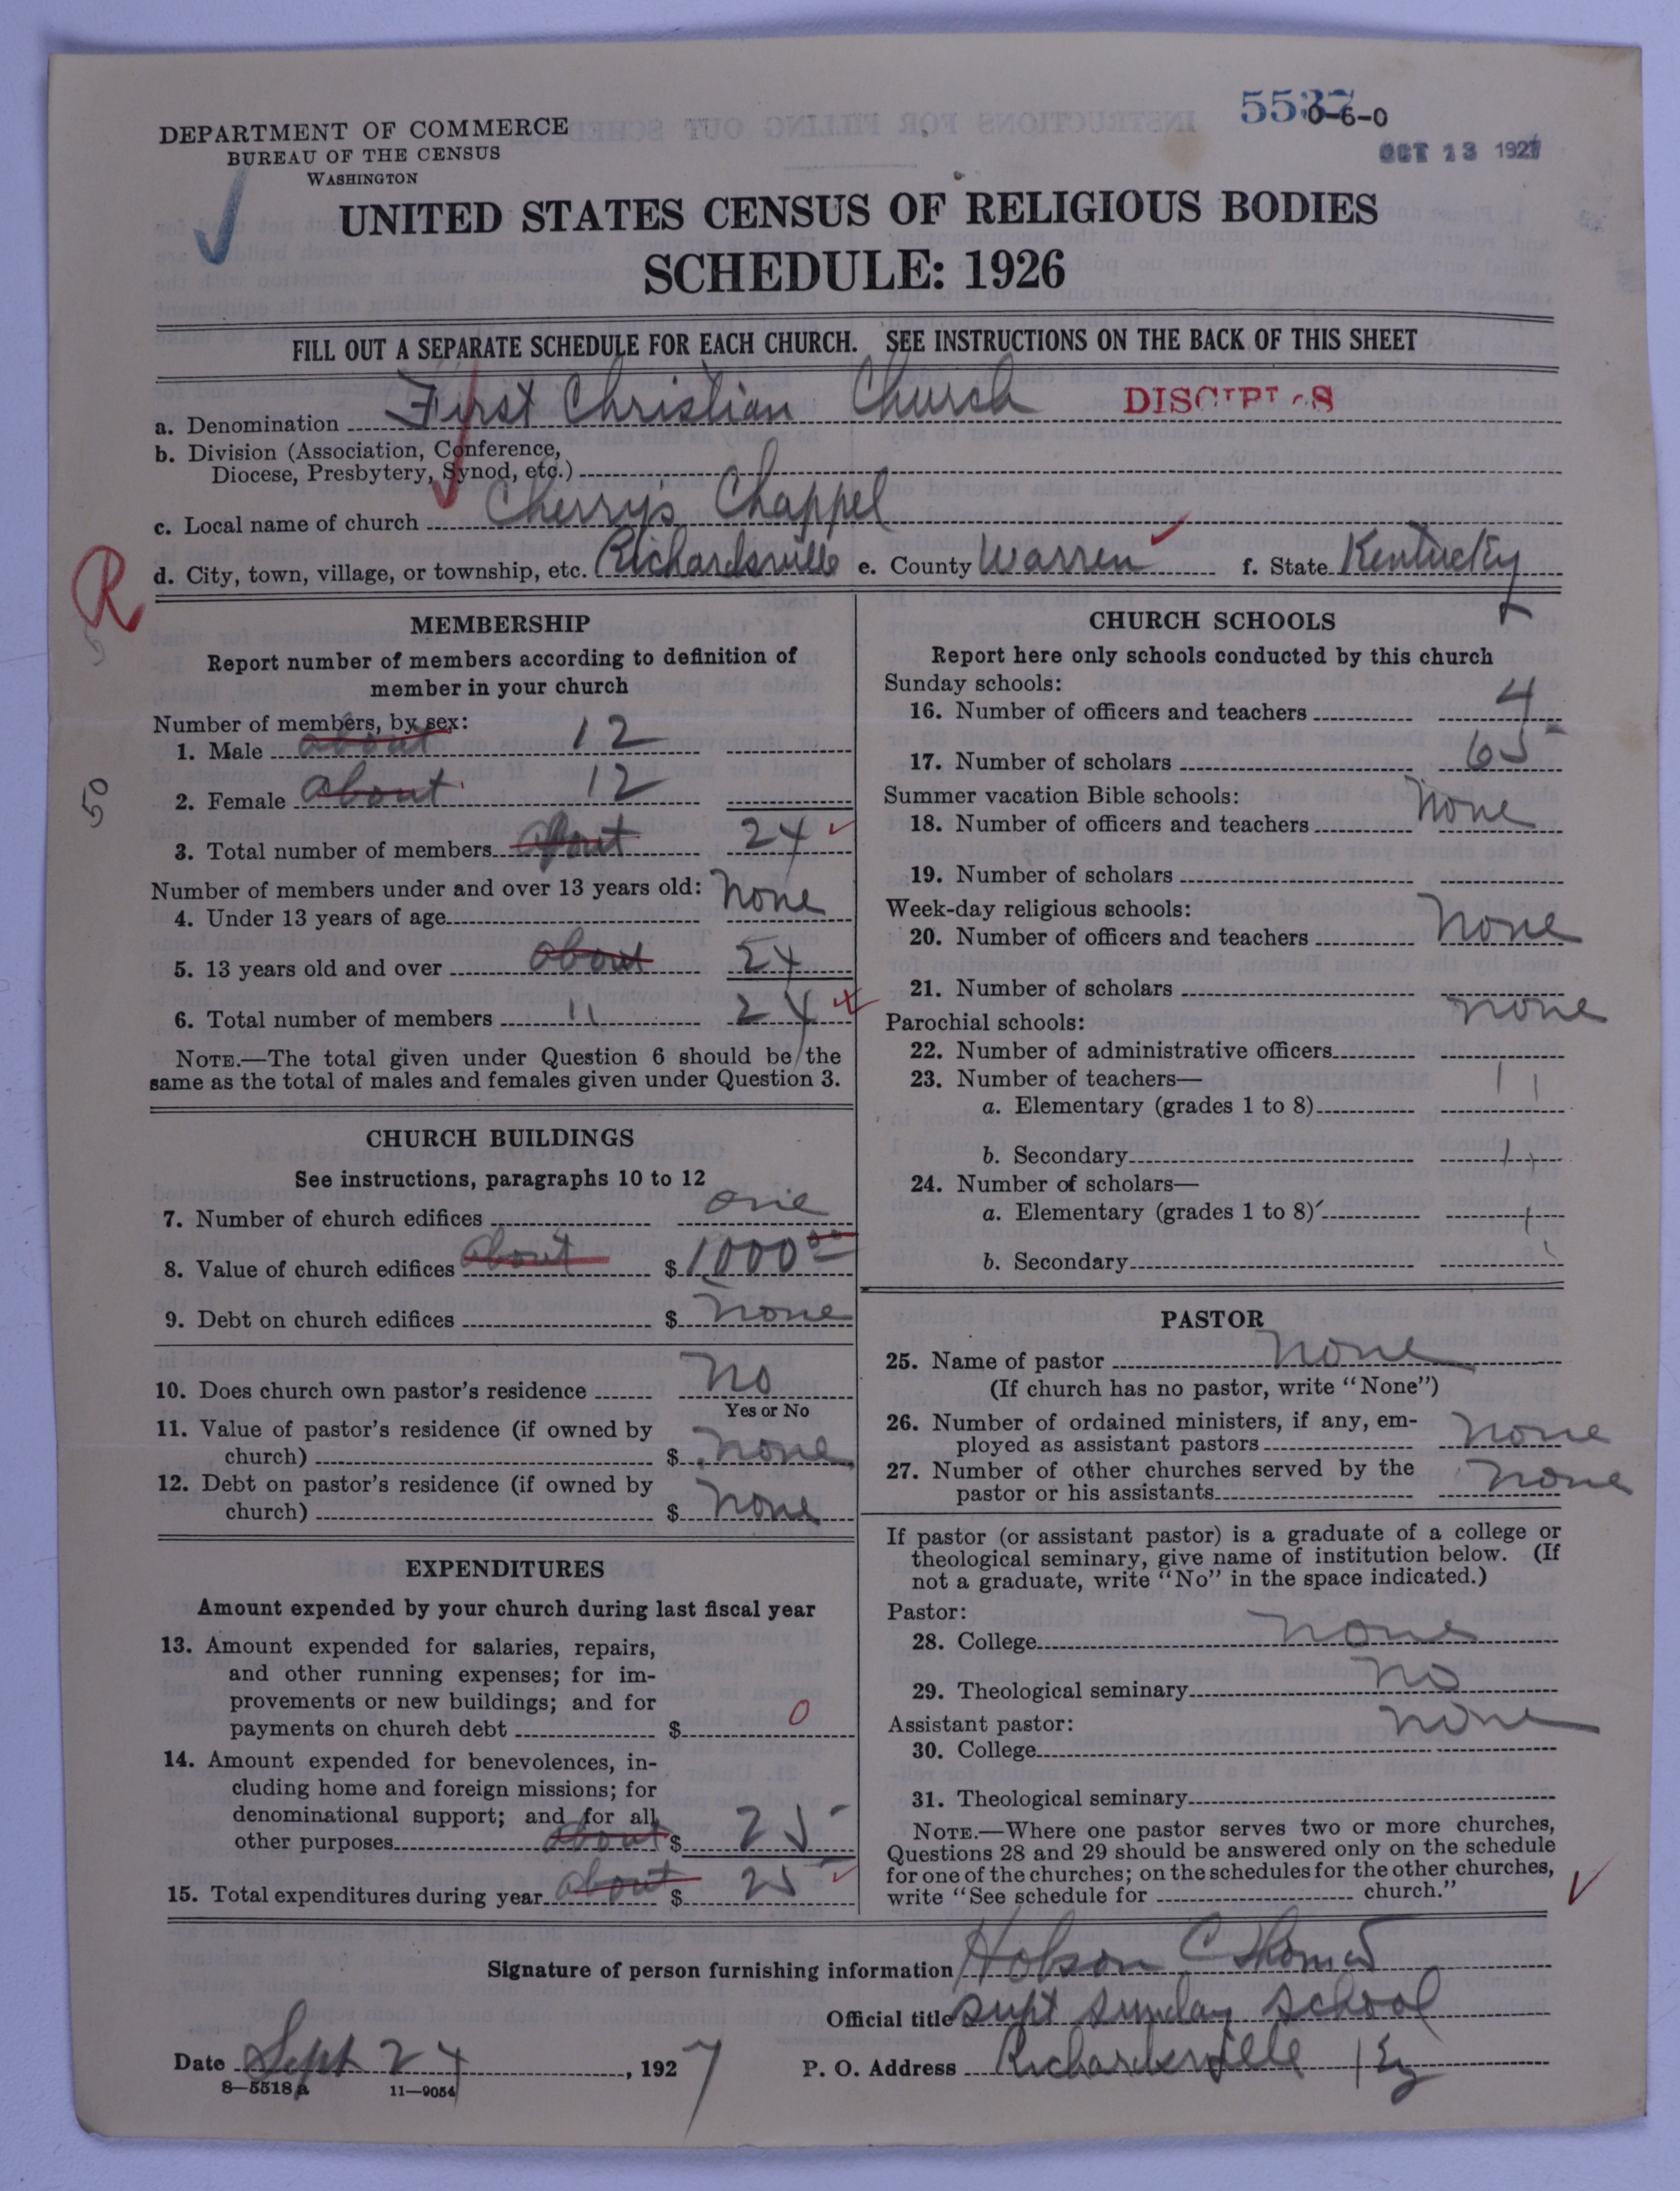 5537
0-6-0
OCT 13 1927
DEPARTMENT OF COMMERCE
BUREAU OF THE CENSUS
WASHINGTON
UNITED STATES CENSUS OF RELIGIOUS BODIES
SCHEDULE: 1926
FILL OUT A SEPARATE SCHEDULE FOR EACH CHURCH. SEE INSTRUCTIONS ON THE BACK OF THIS SHEET
a. Denomination First Christian Church DISCIPLES
b. Division (Association, Conference,
Diocese, Presbytery, Synod, etc.)
c. Local name of church Cherry's Chappel
d. City, town, village, or township, etc. Richardsville e. County Warren f. State Kentucky
R
50
MEMBERSHIP
Report number of members according to definition of
member in your church
Number of members, by sex:
1. Male about 12
2. Female about 12
3. Total number of members about 24
Number of members under and over 13 years old:
4. Under 13 years of age none
5. 13 years old and over about 24
6. Total number of members " 24
NOTE.—The total given under Question 6 should be the
same as the total of males and females given under Question 3.
CHURCH BUILDINGS
See instructions, paragraphs 10 to 12
7. Number of church edifices one
8. Value of church edifices about $1000 00
9. Debt on church edifices $ none
10. Does church own pastor's residence No
Yes or No
11. Value of pastor's residence (if owned by
church) $ none
12. Debt on pastor's residence (if owned by
church) $ none
EXPENDITURES
Amount expended by your church during last fiscal year
13. Amount expended for salaries, repairs,
and other running expenses; for im-
provements or new buildings; and for
payments on church debt $ 0
14. Amount expended for benevolences, in-
cluding home and foreign missions; for
denominational support; and for all
other purposes about $ 25
15. Total expenditures during year about $ 25
CHURCH SCHOOLS
Report here only schools conducted by this church
Sunday schools:
16. Number of officers and teachers 4
17. Number of scholars 65
Summer vacation Bible schools:
18. Number of officers and teachers none
19. Number of scholars
Week-day religious schools:
20. Number of officers and teachers none
21. Number of scholars
Parochial schools: none
22. Number of administrative officers
23. Number of teachers—
a. Elementary (grades 1 to 8) "
b. Secondary "
24. Number of scholars—
a. Elementary (grades 1 to 8)
b. Secondary
PASTOR
25. Name of pastor none
(If church has no pastor, write "None")
26. Number of ordained ministers, if any, em-
ployed as assistant pastors none
27. Number of other churches served by the
pastor or his assistants none
If pastor (or assistant pastor) is a graduate of a college or
theological seminary, give name of institution below. (If
not a graduate, write "No" in the space indicated.)
Pastor:
28. College none
29. Theological seminary no
Assistant pastor:
30. College none
31. Theological seminary
NOTE.—Where one pastor serves two or more churches,
Questions 28 and 29 should be answered only on the schedule
for one of the churches; on the schedules for the other churches,
write "See schedule for church."
Signature of person furnishing information Hobson C Thomas
Official title supt sunday school
Date Sept 24, 1927 P. O. Address Richardsville Ky
8—5518 a 11—9054